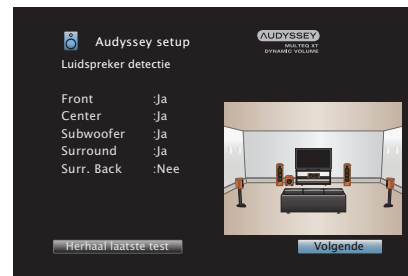 Audyssey setup
AUDYSSEY
MULTEQ XT
DYNAMIC VOLUME
Luidspreker detectie
Front :Ja
Center :Ja
Subwoofer :Ja
Surround :Ja
Surr. Back :Nee
Herhaal laatste test
Volgende